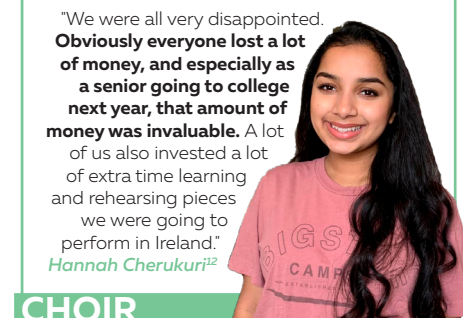 "We were all very disappointed.
Obviously everyone lost a lot
of money, and especially as
a senior going to college
next year, that amount of
money was invaluable. A lot
of us also invested a lot
of extra time learning
and rehearsing pieces
we were going to
perform in Ireland."
Hannah Cherukuri¹²
CAMP
CHOIR